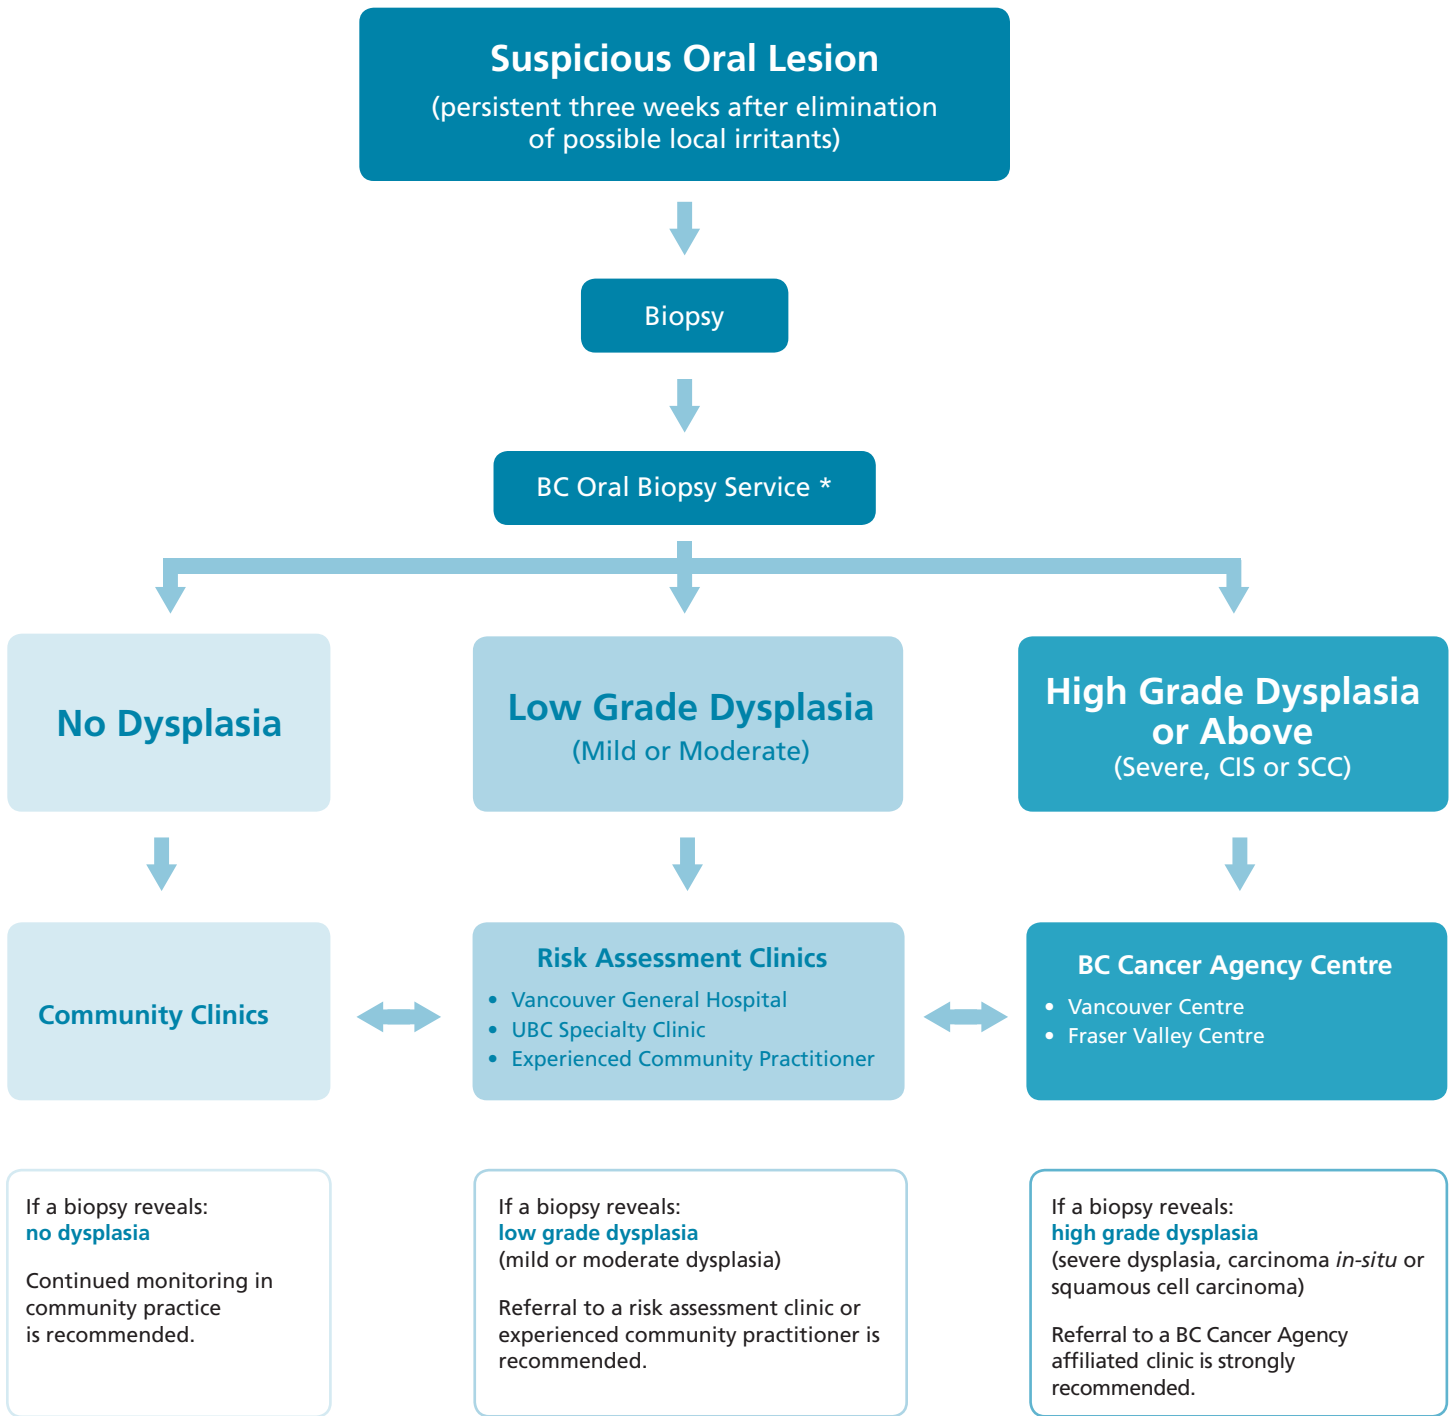 Suspicious Oral Lesion
(persistent three weeks after elimination
of possible local irritants)
Biopsy
BC Oral Biopsy Service *
No Dysplasia
Low Grade Dysplasia
(Mild or Moderate)
High Grade Dysplasia
or Above
(Severe, CIS or SCC)
Community Clinics
Risk Assessment Clinics
• Vancouver General Hospital
• UBC Specialty Clinic
• Experienced Community Practitioner
BC Cancer Agency Centre
• Vancouver Centre
• Fraser Valley Centre
If a biopsy reveals:
no dysplasia
Continued monitoring in
community practice
is recommended.
If a biopsy reveals:
low grade dysplasia
(mild or moderate dysplasia)
Referral to a risk assessment clinic or
experienced community practitioner is
recommended.
If a biopsy reveals:
high grade dysplasia
(severe dysplasia, carcinoma in-situ or
squamous cell carcinoma)
Referral to a BC Cancer Agency
affiliated clinic is strongly
recommended.